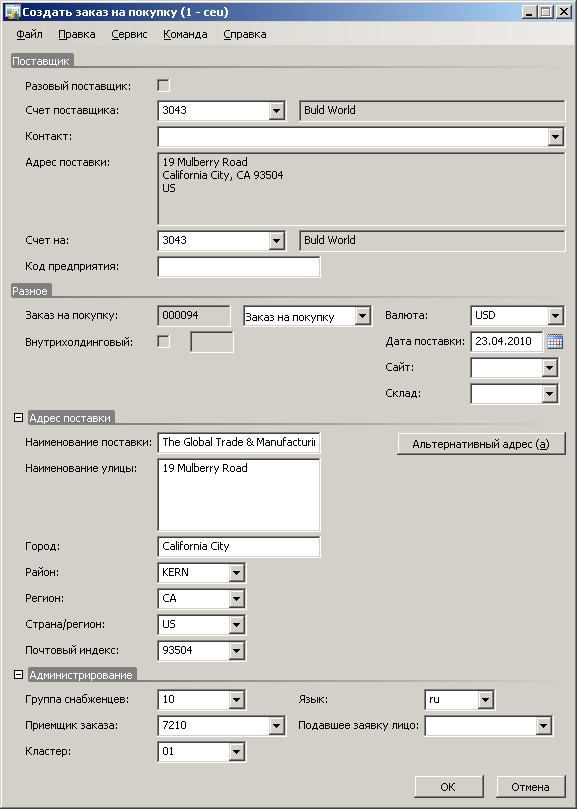 Создать заказ на покупку (1 - ceu)
Файл Правка Сервис Команда Справка
Поставщик
Разовый поставщик:
Счет поставщика: 3043 Buld World
Контакт:
Адрес поставки: 19 Mulberry Road
California City, CA 93504
US
Счет на: 3043 Buld World
Код предприятия:
Разное
Заказ на покупку: 000094 Заказ на покупку Валюта: USD
Внутрихолдинговый: Дата поставки: 23.04.2010
Сайт:
Склад:
Адрес поставки
Наименование поставки: The Global Trade & Manufacturin Альтернативный адрес (а)
Наименование улицы: 19 Mulberry Road
Город: California City
Район: KERN
Регион: CA
Страна/регион: US
Почтовый индекс: 93504
Администрирование
Группа снабженцев: 10 Язык: ru
Приемщик заказа: 7210 Подавшее заявку лицо:
Кластер: 01
OK Отмена